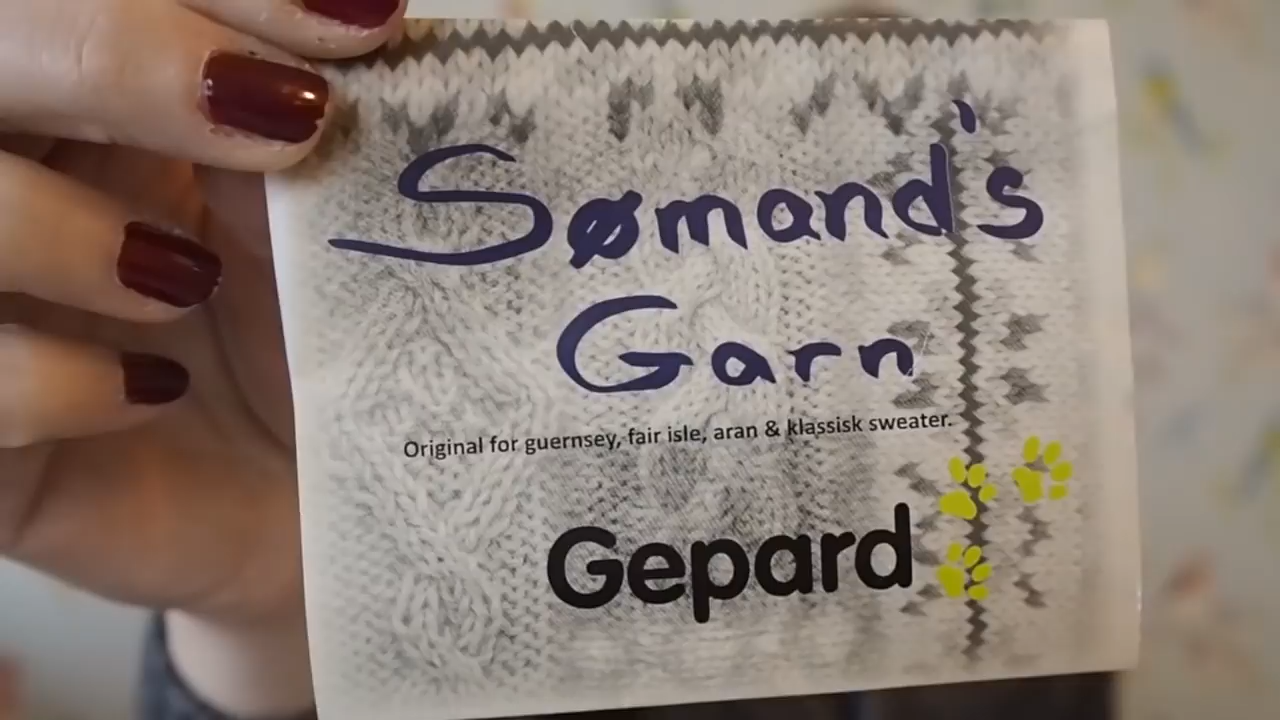 Sømand's
Garn
Original for guernsey, fair isle, aran & klassisk sweater.
Gepard